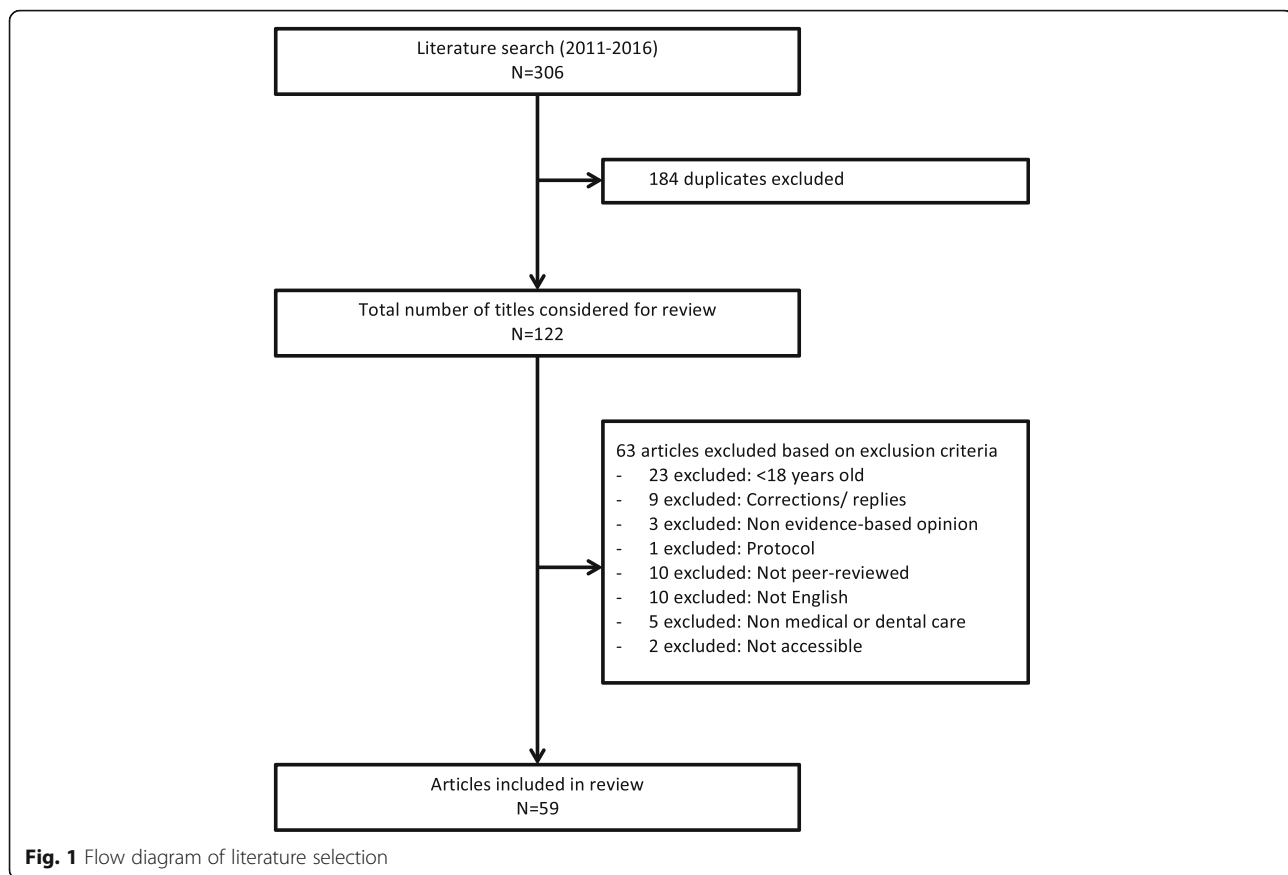 Literature search (2011-2016)
N=306
184 duplicates excluded
Total number of titles considered for review
N=122
63 articles excluded based on exclusion criteria
- 23 excluded: <18 years old
- 9 excluded: Corrections/ replies
- 3 excluded: Non evidence-based opinion
- 1 excluded: Protocol
- 10 excluded: Not peer-reviewed
- 10 excluded: Not English
- 5 excluded: Non medical or dental care
- 2 excluded: Not accessible
Articles included in review
N=59
Fig. 1 Flow diagram of literature selection